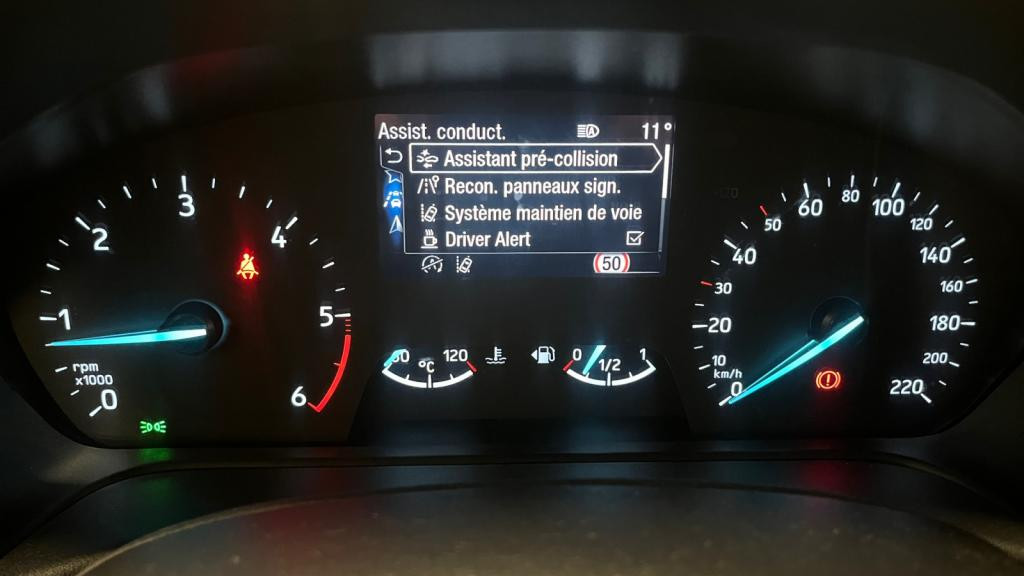 Assist. conduct. 11°
Assistant pré-collision
Recon. panneaux sign.
Système maintien de voie
Driver Alert
50
0 1 2 3 4 5 6
rpm
x1000
120
°C
0 1/2 1
0 10 20 30 40 50 60 80 100 120 140 160 180 200 220
km/h